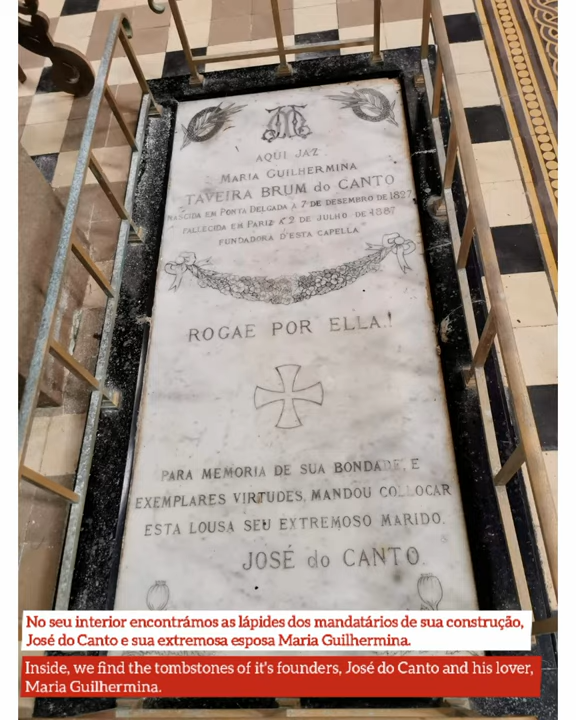 AQUI JAZ
MARIA GUILHERMINA
TAVEIRA BRUM do CANTO
NASCIDA EM PONTA DELGADA A 7 DE DESEMBRO DE 1827
FALLECIDA EM PARIZ A 2 DE JULHO DE 1887
FUNDADORA D'ESTA CAPELLA
ROGAE POR ELLA!
PARA MEMORIA DE SUA BONDADE, E
EXEMPLARES VIRTUDES, MANDOU COLLOCAR
ESTA LOUSA SEU EXTREMOSO MARIDO.
JOSÉ do CANTO
No seu interior encontrámos as lápides dos mandatários de sua construção,
José do Canto e sua extremosa esposa Maria Guilhermina.
Inside, we find the tombstones of it's founders, José do Canto and his lover,
Maria Guilhermina.